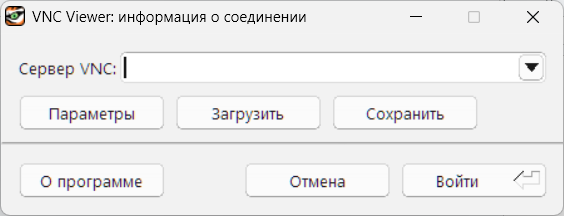 VNC Viewer: информация о соединении
Сервер VNC:
Параметры Загрузить Сохранить
О программе Отмена Войти